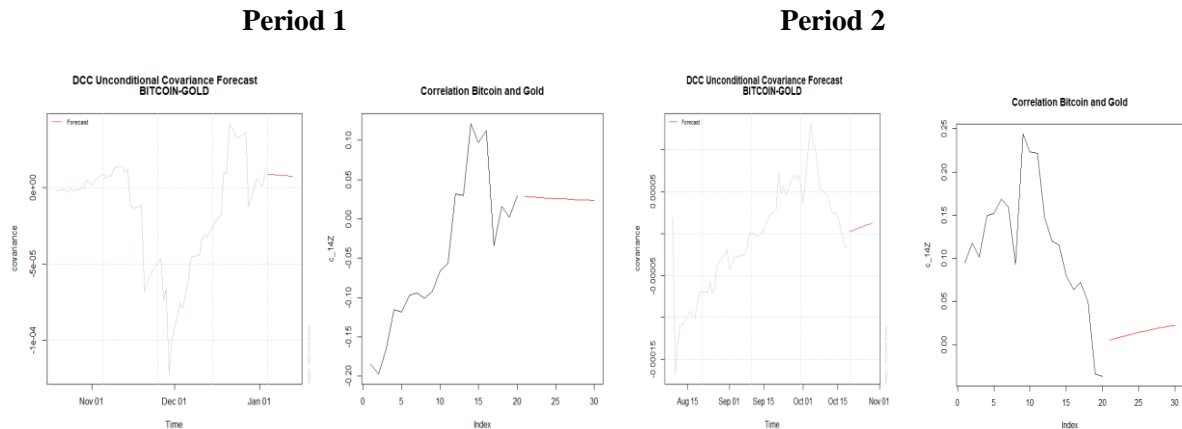 Period 1
Period 2
DCC Unconditional Covariance Forecast
BITCOIN-GOLD
Forecast
covariance
0e+00
-5e-05
-1e-04
Nov 01
Dec 01
Jan 01
Time
Correlation Bitcoin and Gold
c_14Z
0.10
0.05
0.00
-0.05
-0.10
-0.15
-0.20
0 5 10 15 20 25 30
Index
DCC Unconditional Covariance Forecast
BITCOIN-GOLD
Forecast
covariance
0.00005
-0.00005
-0.00015
Aug 15 Sep 01 Sep 15 Oct 01 Oct 15 Nov 01
Time
Correlation Bitcoin and Gold
c_14Z
0.25
0.20
0.15
0.10
0.05
0.00
0 5 10 15 20 25 30
Index